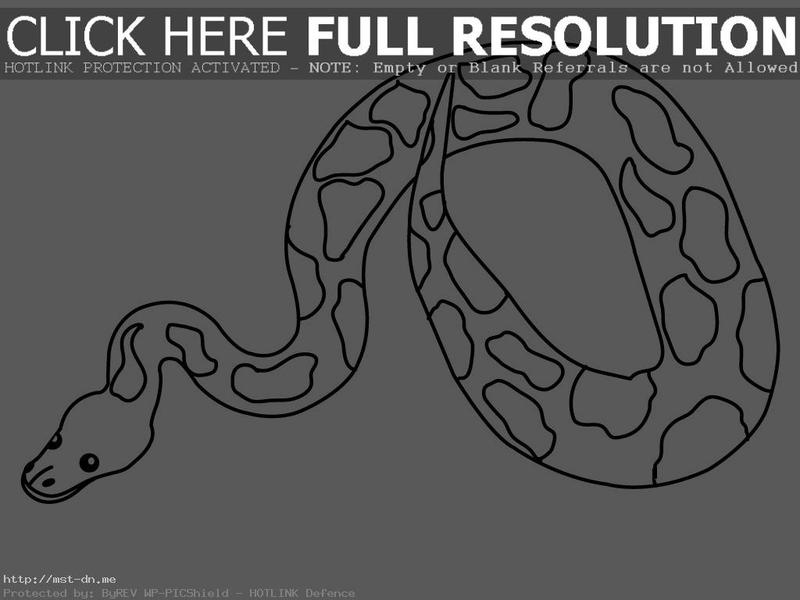 CLICK HERE FULL RESOLUTION
HOTLINK PROTECTION ACTIVATED - NOTE: Empty or Blank Referrals are not Allowed
http://mst-dn.me
Protected by: ByREV WP-PICShield - HOTLINK Defence